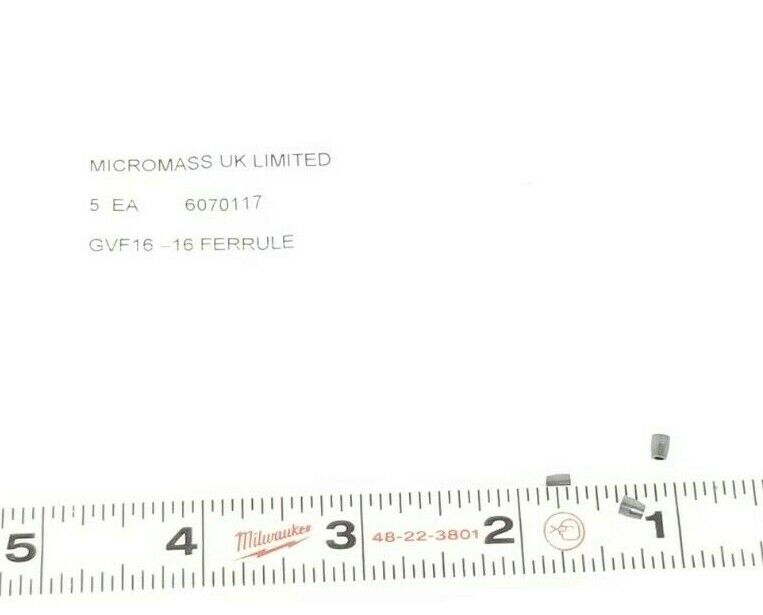 MICROMASS UK LIMITED
5 EA 6070117
GVF16 –16 FERRULE
5 4 Milwaukee 3 48-22-3801 2 1